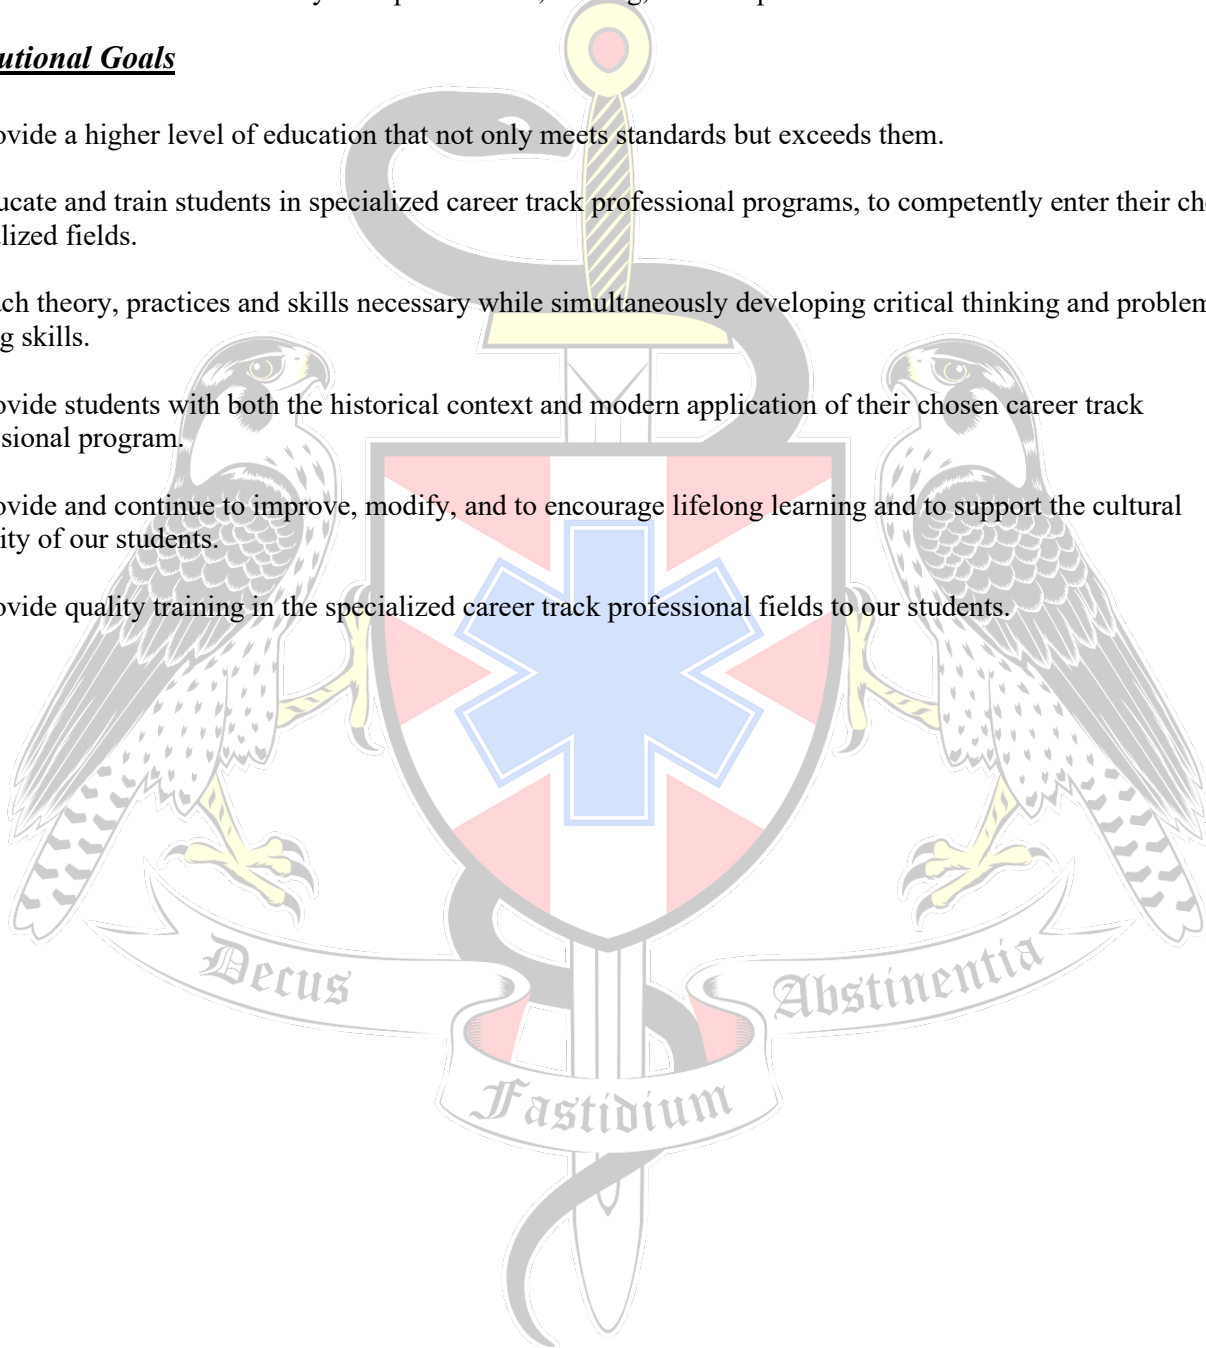 utional Goals
ovide a higher level of education that not only meets standards but exceeds them.
ucate and train students in specialized career track professional programs, to competently enter their ch
lized fields.
ch theory, practices and skills necessary while simultaneously developing critical thinking and problem
g skills.
ovide students with both the historical context and modern application of their chosen career track
sional program.
ovide and continue to improve, modify, and to encourage lifelong learning and to support the cultural
ity of our students.
ovide quality training in the specialized career track professional fields to our students.
Decus
Abstinentia
Fastidium